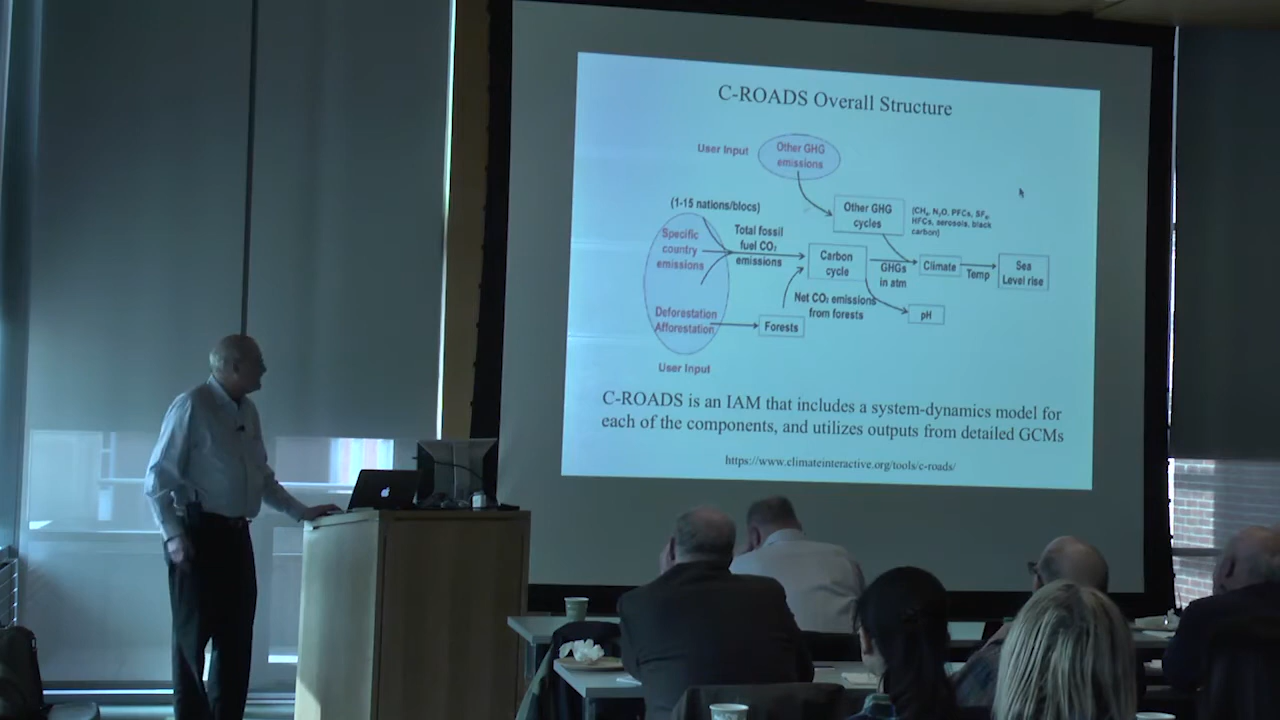 C-ROADS Overall Structure
User Input
Other GHG
emissions
(1-15 nations/blocs)
Other GHG
cycles
(CH₄, N₂O, PFCs, SF₆,
HFCs, aerosols, black
carbon)
Specific
country
emissions
Total fossil
fuel CO₂
emissions
Carbon
cycle
GHGs
in atm
Climate
Temp
Sea
Level rise
Net CO₂ emissions
from forests
pH
Deforestation
Afforestation
Forests
User Input
C-ROADS is an IAM that includes a system-dynamics model for
each of the components, and utilizes outputs from detailed GCMs
https://www.climateinteractive.org/tools/c-roads/